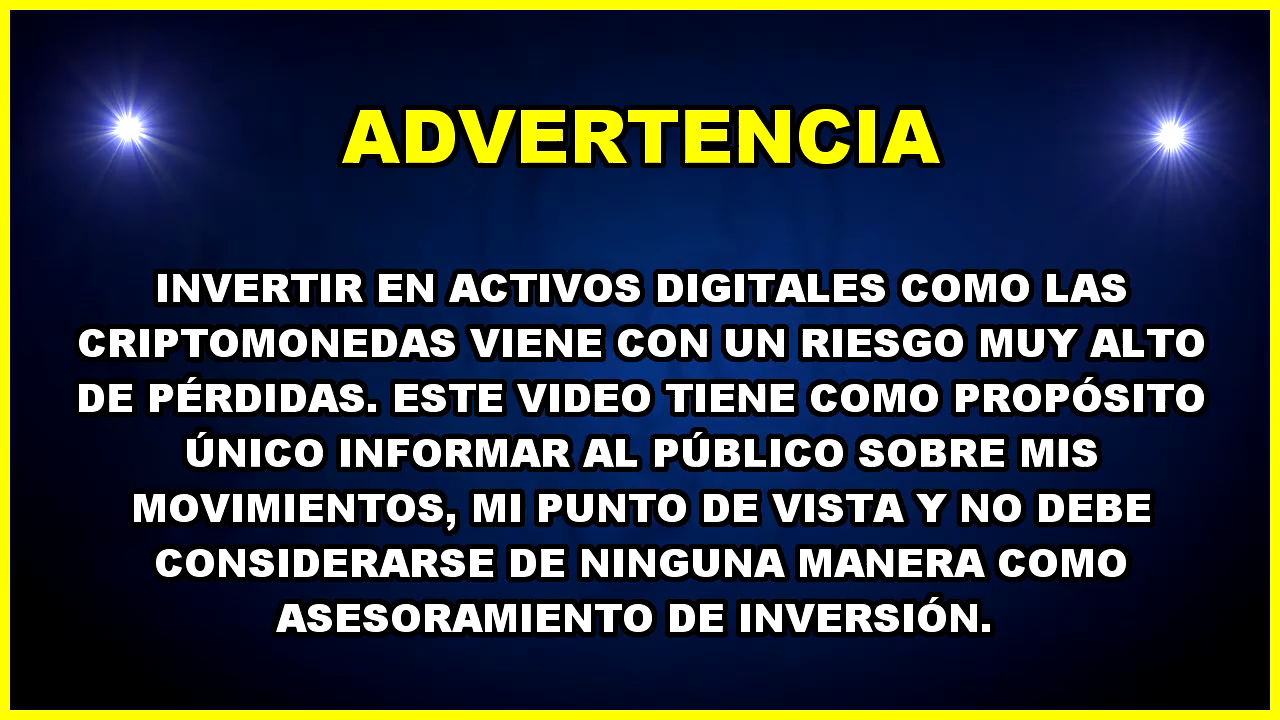 ADVERTENCIA
INVERTIR EN ACTIVOS DIGITALES COMO LAS
CRIPTOMONEDAS VIENE CON UN RIESGO MUY ALTO
DE PÉRDIDAS. ESTE VIDEO TIENE COMO PROPÓSITO
ÚNICO INFORMAR AL PÚBLICO SOBRE MIS
MOVIMIENTOS, MI PUNTO DE VISTA Y NO DEBE
CONSIDERARSE DE NINGUNA MANERA COMO
ASESORAMIENTO DE INVERSIÓN.